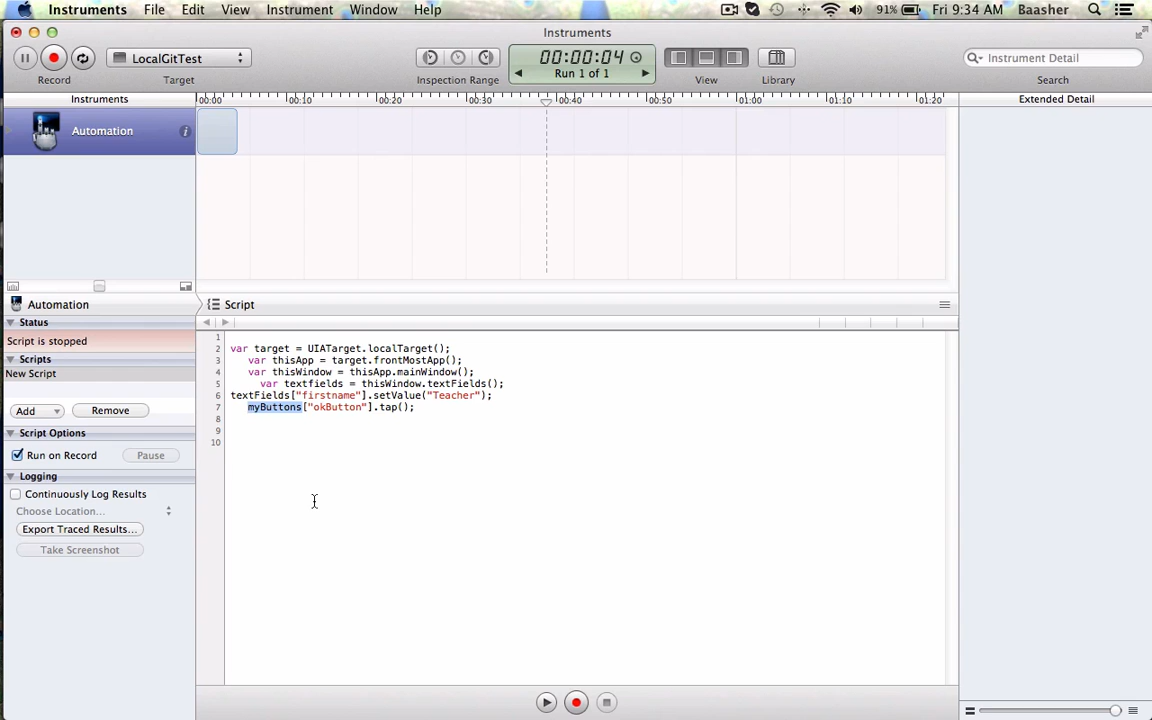 Instruments File Edit View Instrument Window Help 91% Fri 9:34 AM Baasher
Instruments
LocalGitTest
00:00:04
Run 1 of 1
Instrument Detail
Record Target Inspection Range View Library Search
Instruments 00:00 00:10 00:20 00:30 00:40 00:50 01:00 01:10 01:20 Extended Detail
Automation
Automation Script
Status
Script is stopped
Scripts
New Script
Add Remove
Script Options
Run on Record Pause
Logging
Continuously Log Results
Choose Location...
Export Traced Results...
Take Screenshot
1
2 var target = UIATarget.localTarget();
3 var thisApp = target.frontMostApp();
4 var thisWindow = thisApp.mainWindow();
5 var textfields = thisWindow.textFields();
6 textFields["firstname"].setValue("Teacher");
7 myButtons["okButton"].tap();
8
9
10